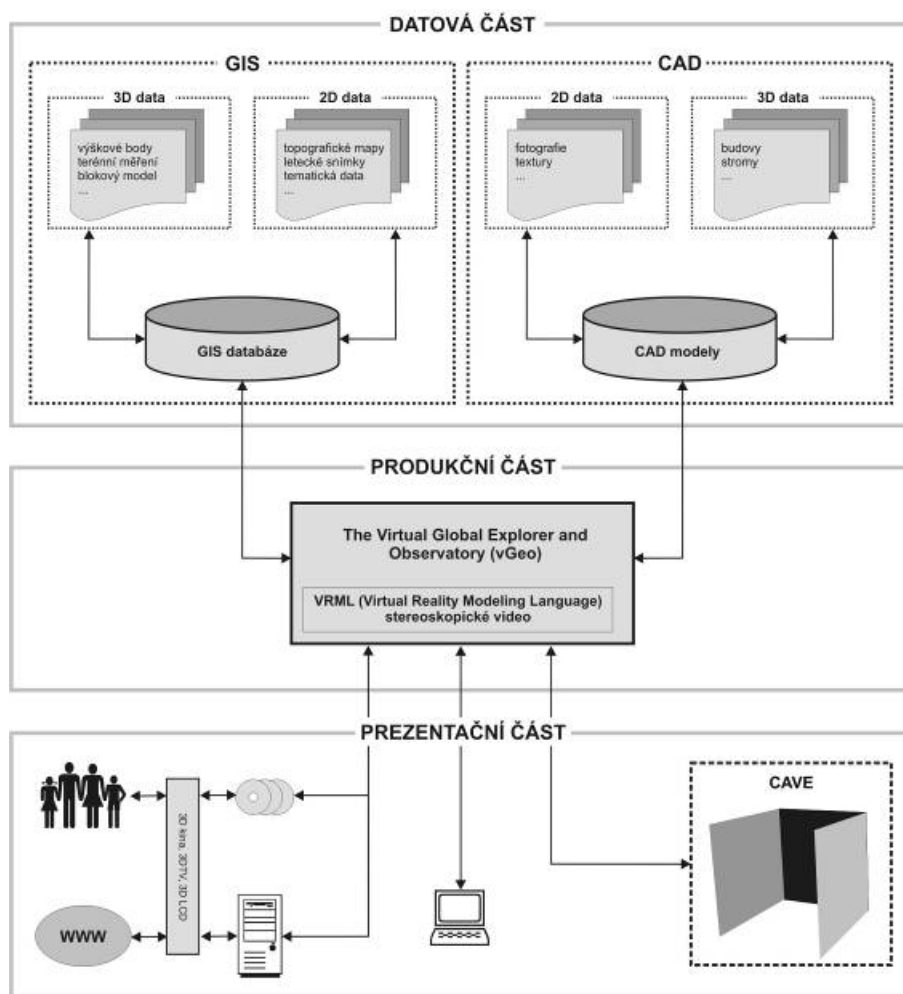 DATOVÁ ČÁST
GIS
3D data
výškové body
terénní měření
blokový model
...
2D data
topografické mapy
letecké snímky
tematická data
...
GIS databáze
CAD
2D data
fotografie
textury
...
3D data
budovy
stromy
...
CAD modely
PRODUKČNÍ ČÁST
The Virtual Global Explorer and
Observatory (vGeo)
VRML (Virtual Reality Modeling Language)
stereoskopické video
PREZENTAČNÍ ČÁST
3D kina, 3DTV, 3D LCD
WWW
CAVE